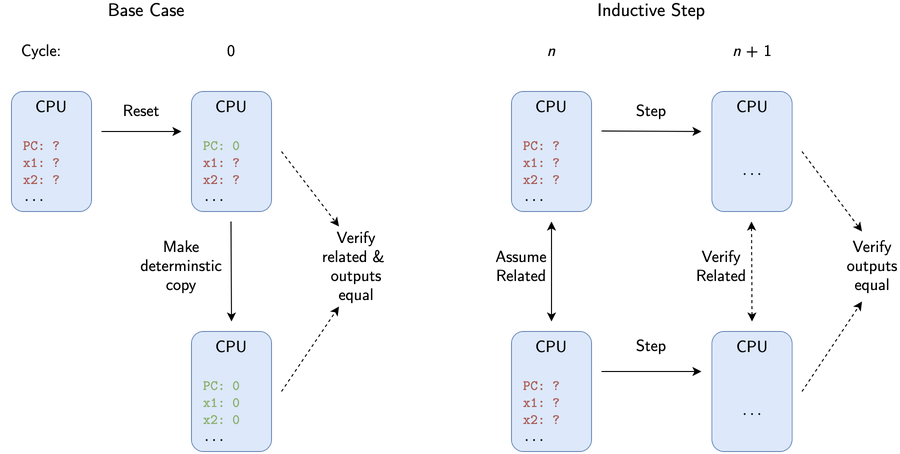 Base Case
Inductive Step
Cycle:
0
n
n + 1
CPU
PC: ?
x1: ?
x2: ?
...
Reset
CPU
PC: 0
x1: ?
x2: ?
...
CPU
PC: ?
x1: ?
x2: ?
...
Step
CPU
...
Make
determinstic
copy
Verify
related &
outputs
equal
Assume
Related
Verify
Related
Verify
outputs
equal
CPU
PC: 0
x1: 0
x2: 0
...
CPU
PC: ?
x1: ?
x2: ?
...
Step
CPU
...